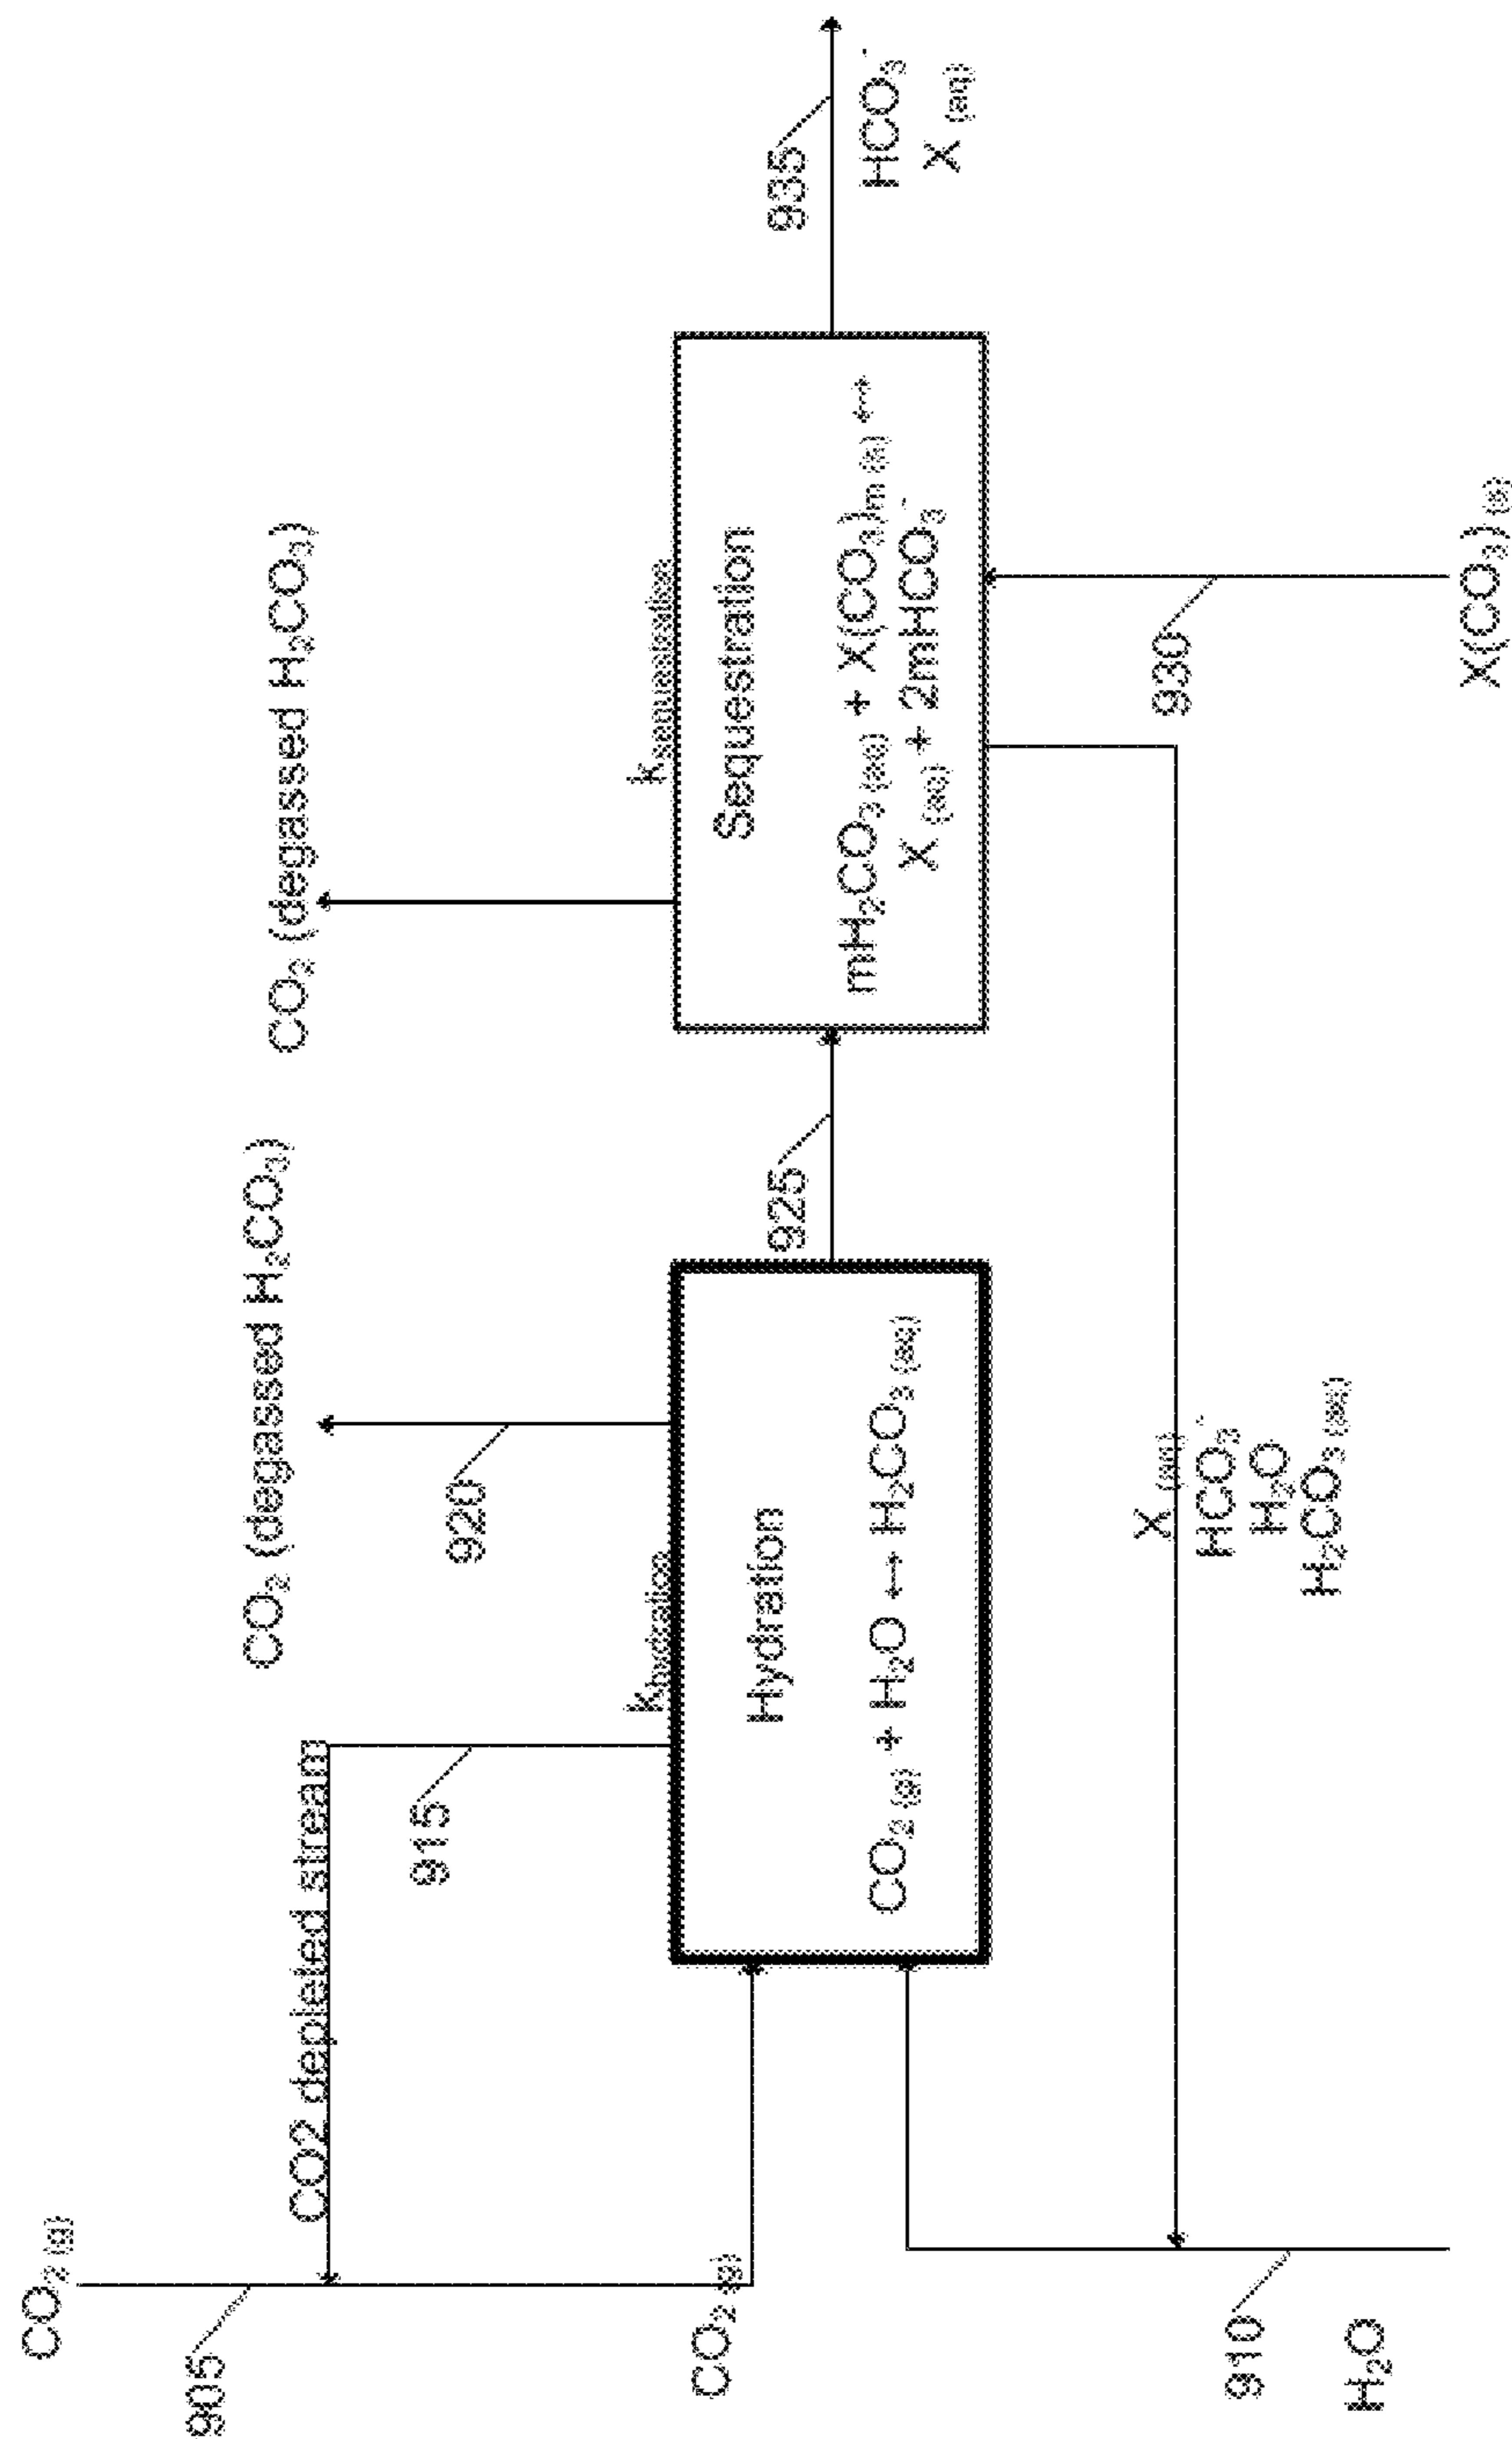 CO₂ (g)
905
CO2 depleted stream
CO₂ (degassed H₂CO₃)
CO₂ (degassed H₂CO₃)
915
920
CO₂ (g)
k hydration
Hydration
CO₂ (g) + H₂O ↔ H₂CO₃ (aq)
925
k sequestration
Sequestration
mH₂CO₃ (aq) + X(CO₃)m (s) ↔
X (aq) + 2mHCO₃⁻
935
HCO₃⁻
X (aq)
910
H₂O
X (aq)
HCO₃⁻
H₂O
H₂CO₃ (aq)
930
X(CO₃) (s)